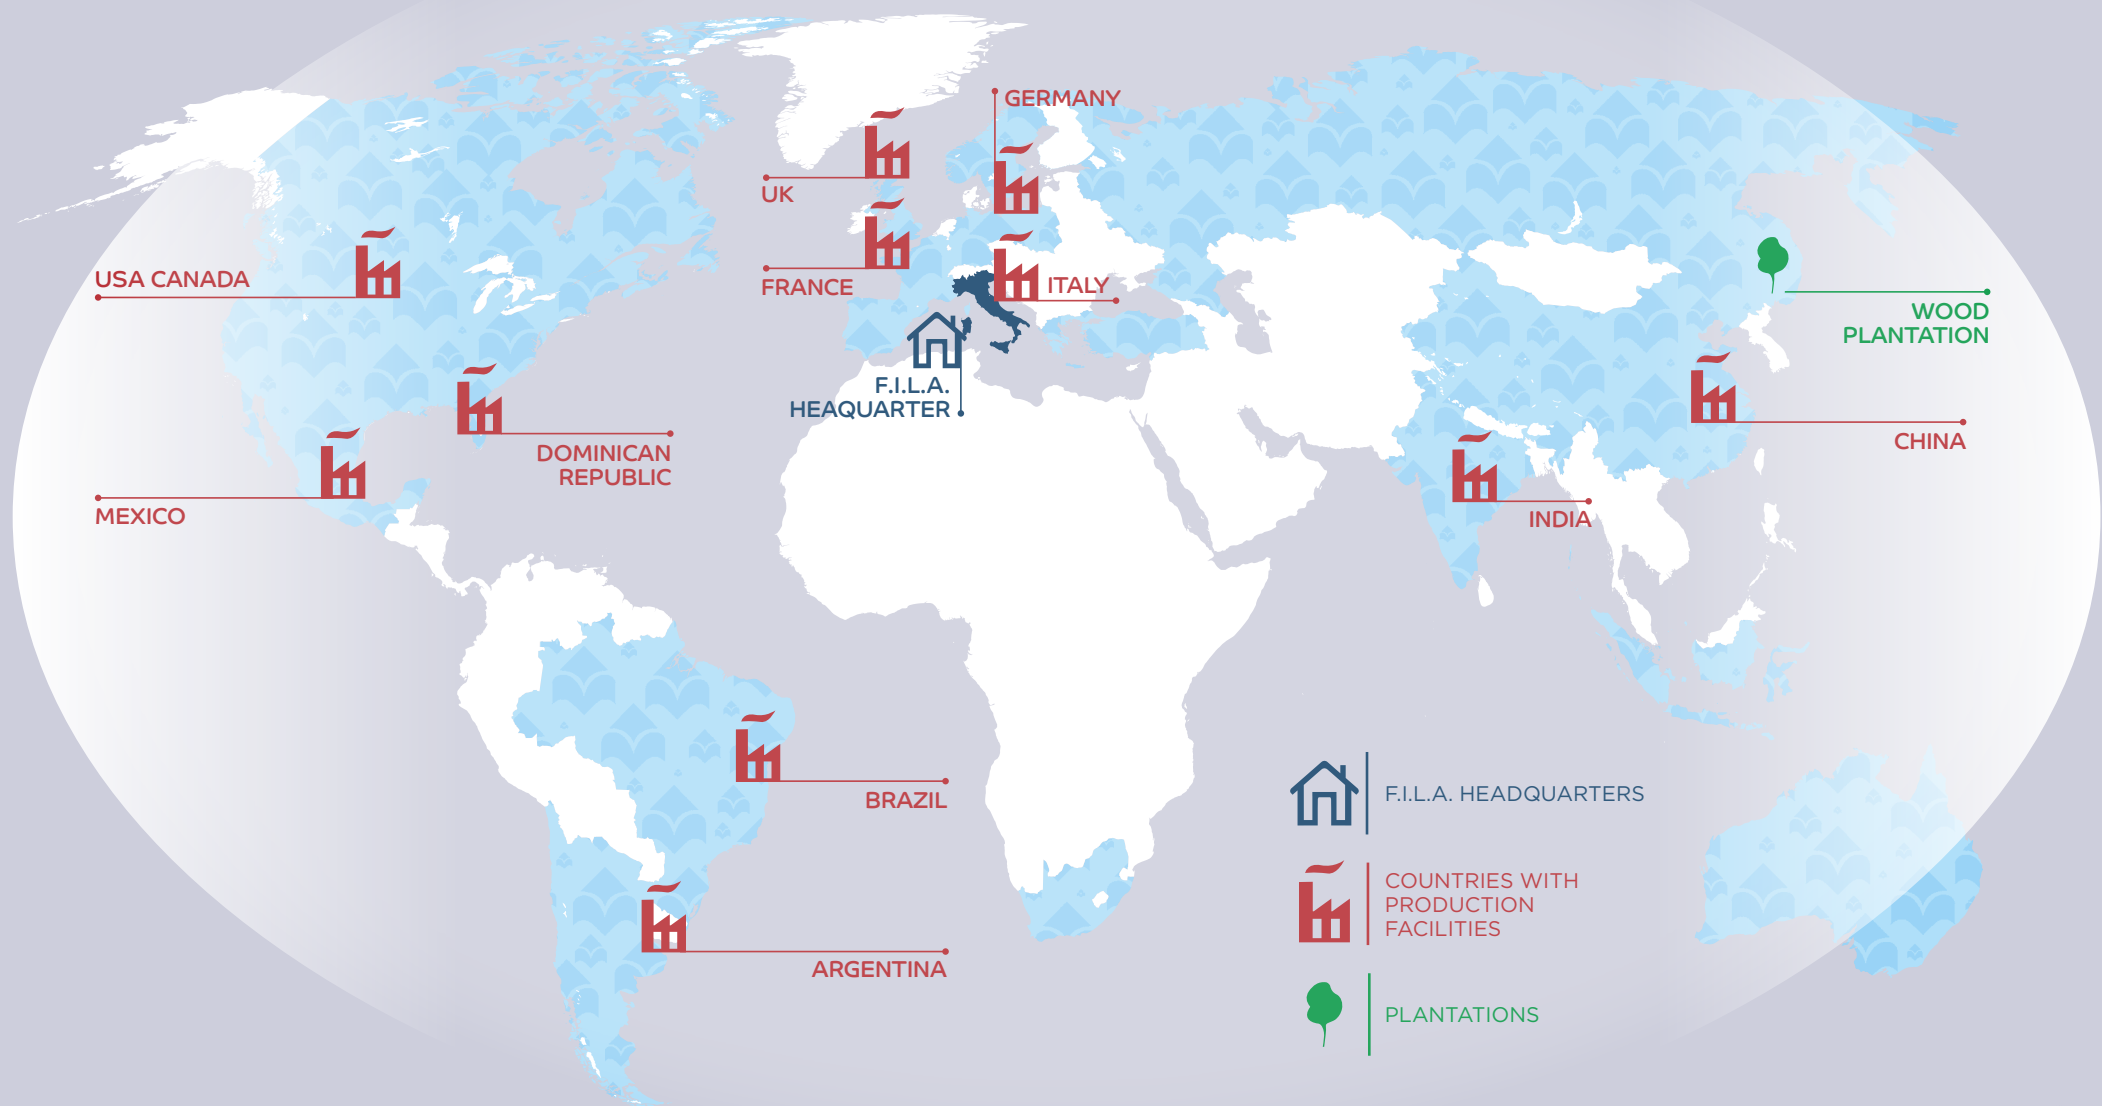 GERMANY
UK
USA CANADA
FRANCE
ITALY
WOOD
PLANTATION
F.I.L.A.
HEAQUARTER
DOMINICAN
REPUBLIC
CHINA
MEXICO
INDIA
BRAZIL
ARGENTINA
F.I.L.A. HEADQUARTERS
COUNTRIES WITH
PRODUCTION
FACILITIES
PLANTATIONS